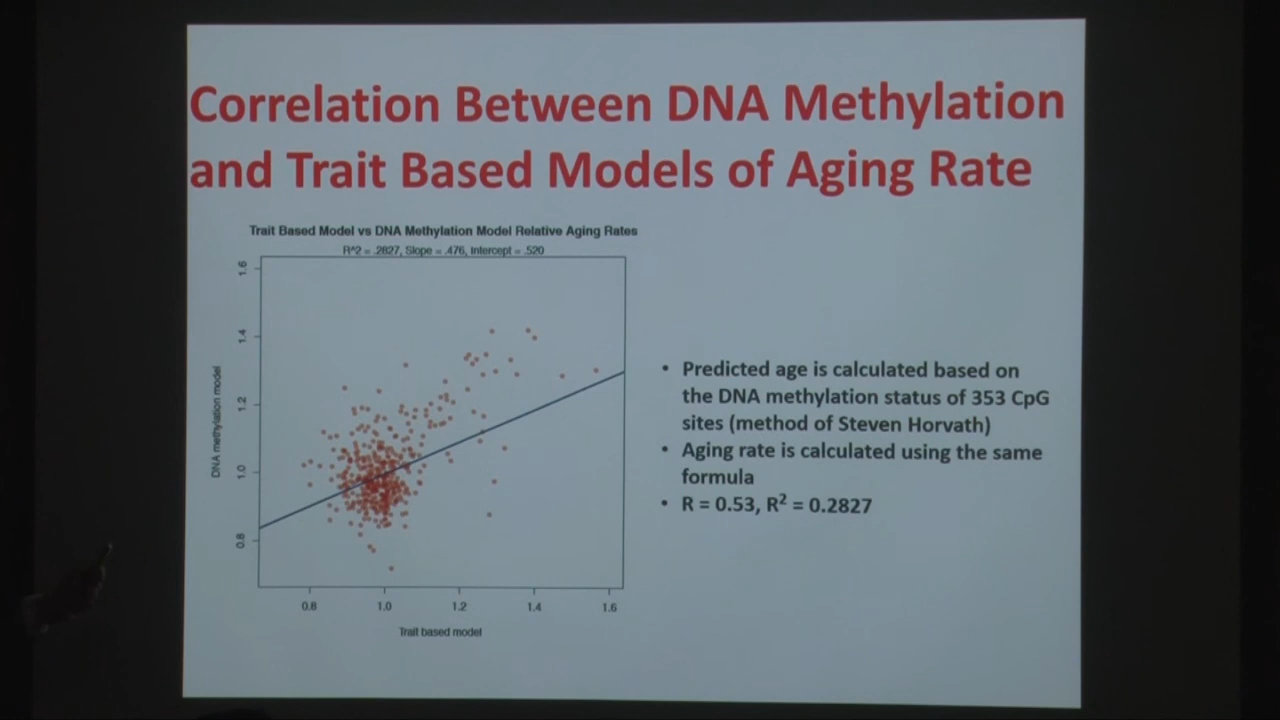 Correlation Between DNA Methylation
and Trait Based Models of Aging Rate
Trait Based Model vs DNA Methylation Model Relative Aging Rates
R^2 = .2827, Slope = .476, Intercept = .520
1.6
1.4
1.2
1.0
0.8
DNA methylation model
0.8 1.0 1.2 1.4 1.6
Trait based model
• Predicted age is calculated based on
the DNA methylation status of 353 CpG
sites (method of Steven Horvath)
• Aging rate is calculated using the same
formula
• R = 0.53, R² = 0.2827